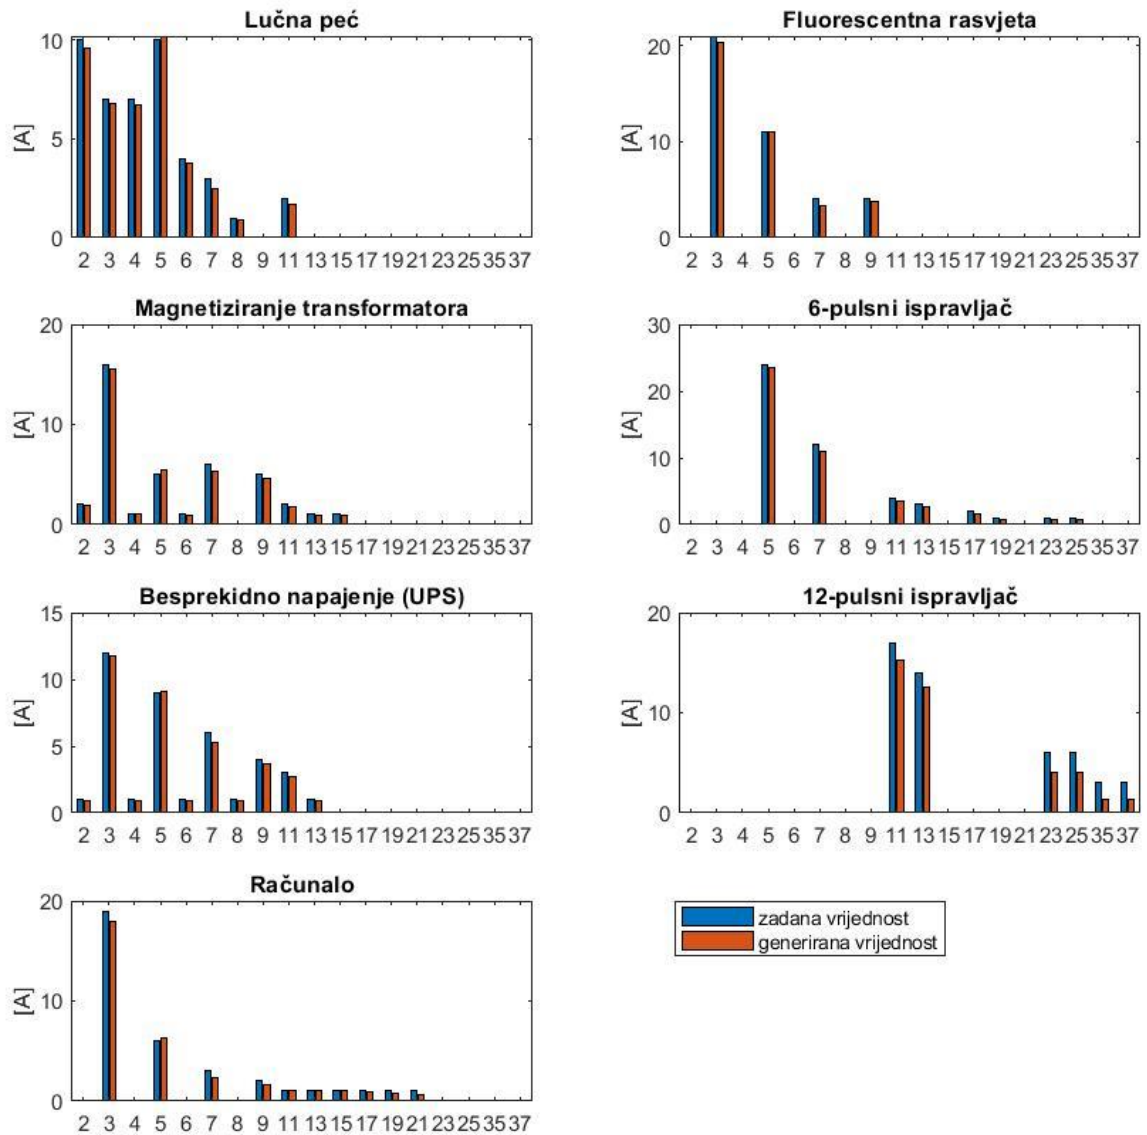 Lučna peć
10
5
0
[A]
2 3 4 5 6 7 8 9 11 13 15 17 19 21 23 25 35 37
Fluorescentna rasvjeta
20
10
0
[A]
2 3 4 5 6 7 8 9 11 13 15 17 19 21 23 25 35 37
Magnetiziranje transformatora
20
10
0
[A]
2 3 4 5 6 7 8 9 11 13 15 17 19 21 23 25 35 37
6-pulsni ispravljač
30
20
10
0
[A]
2 3 4 5 6 7 8 9 11 13 15 17 19 21 23 25 35 37
Besprekidno napajenje (UPS)
15
10
5
0
[A]
2 3 4 5 6 7 8 9 11 13 15 17 19 21 23 25 35 37
12-pulsni ispravljač
20
10
0
[A]
2 3 4 5 6 7 8 9 11 13 15 17 19 21 23 25 35 37
Računalo
20
10
0
[A]
2 3 4 5 6 7 8 9 11 13 15 17 19 21 23 25 35 37
zadana vrijednost
generirana vrijednost